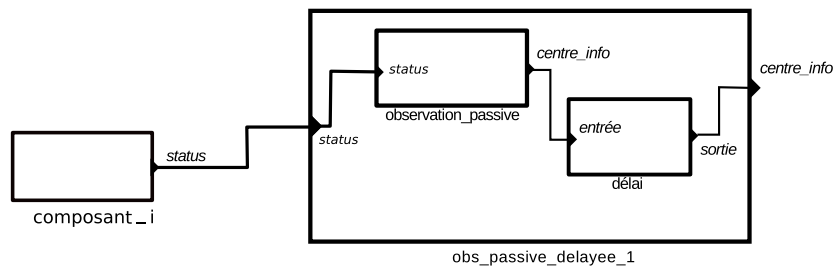 centre_info
centre_info
status
observation_passive
entrée
status
status
sortie
délai
composant_i
obs_passive_delayee_1